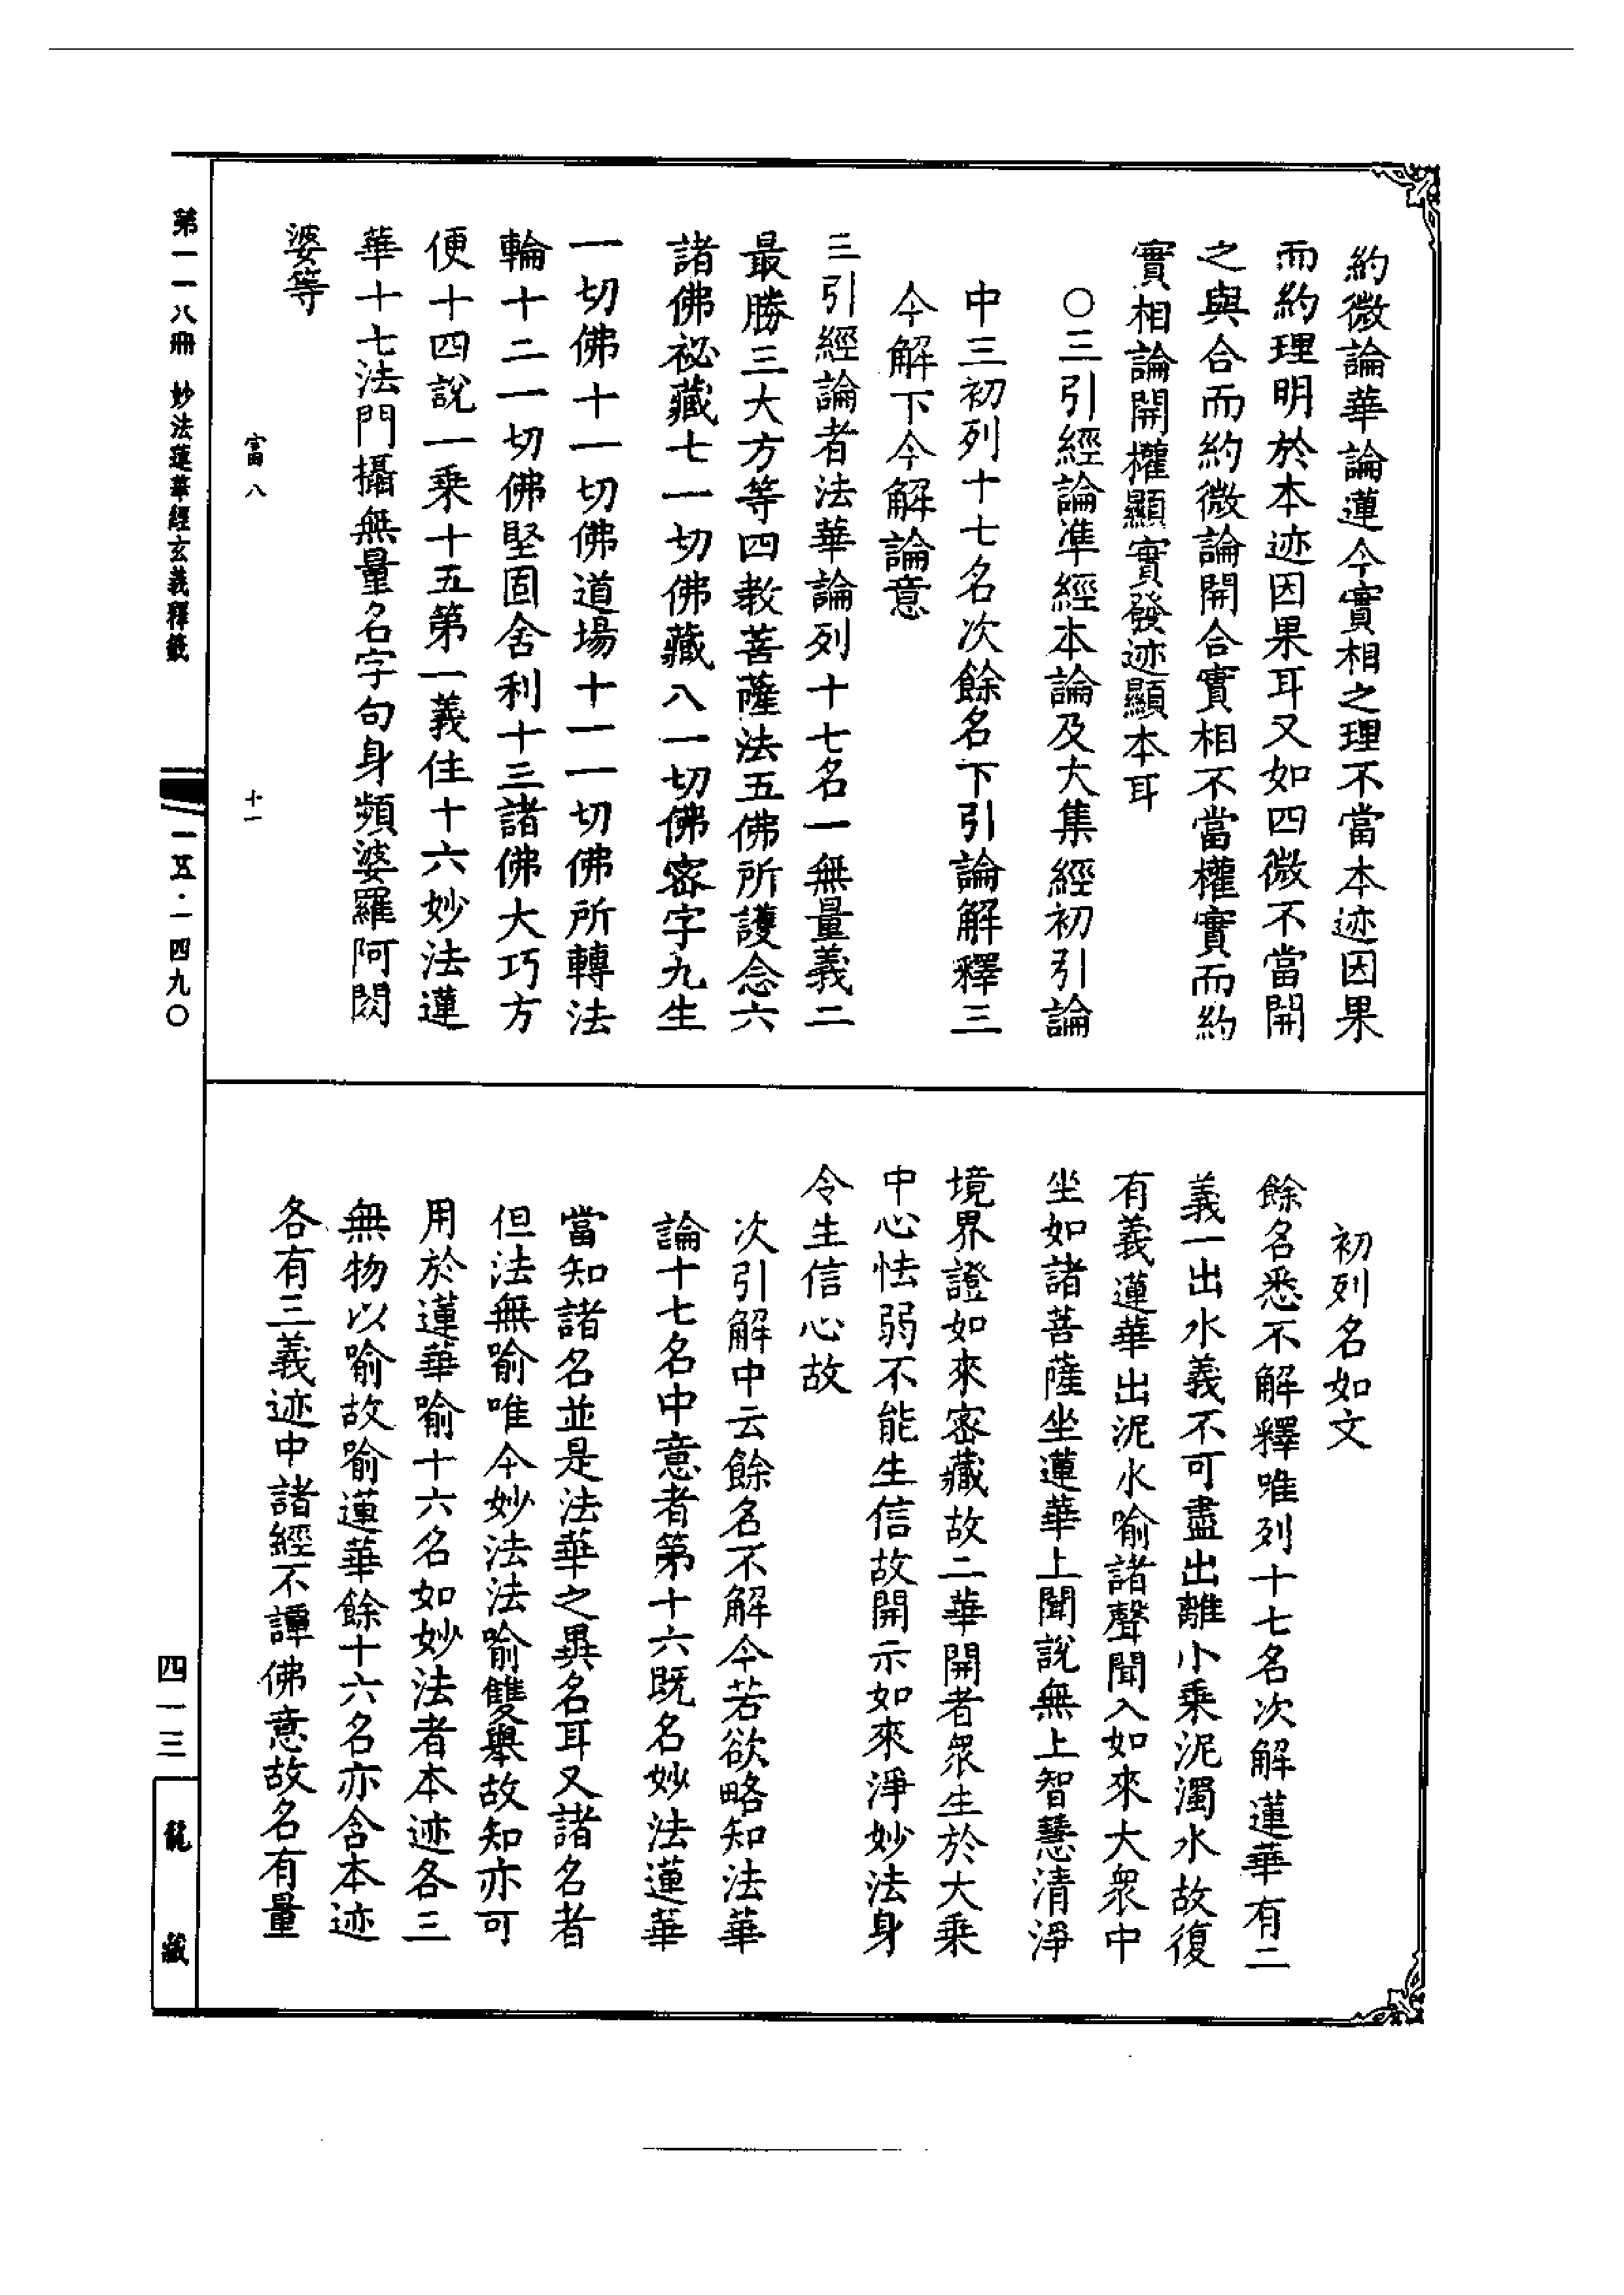 約微論華論蓮今實相之理不當本迹因果
而約理明於本迹因果耳又如四微不當開
之與合而約微論開合實相不當權實而約
實相論開權顯實發迹顯本耳
○三引經論準經本論及大集經初引論
中三初列十七名次餘名下引論解釋三
今解下今解論意
三引經論者法華論列十七名一無量義二
最勝三大方等四教菩薩法五佛所護念六
諸佛祕藏七一切佛藏八一切佛密字九生
一切佛十一切佛道場十一一切佛所轉法
輪十二一切佛堅固舍利十三諸佛大巧方
便十四說一乘十五第一義住十六妙法蓮
華十七法門攝無量名字句身頻婆羅阿閦
婆等
富八 十一
初列名如文
餘名悉不解釋唯列十七名次解蓮華有二
義一出水義不可盡出離小乘泥濁水故復
有義蓮華出泥水喻諸聲聞入如來大眾中
坐如諸菩薩坐蓮華上聞說無上智慧清淨
境界證如來密藏故二華開者眾生於大乘
中心怯弱不能生信故開示如來淨妙法身
令生信心故
次引解中云餘名不解今若欲略知法華
論十七名中意者第十六既名妙法蓮華
當知諸名並是法華之異名耳又諸名者
但法無喻唯今妙法法喻雙舉故知亦可
用於蓮華喻十六名如妙法者本迹各三
無物以喻故喻蓮華餘十六名亦含本迹
各有三義迹中諸經不譚佛意故名有量
第一一八冊 妙法蓮華經玄義釋籤
一五·一四九〇
四一三
龍藏